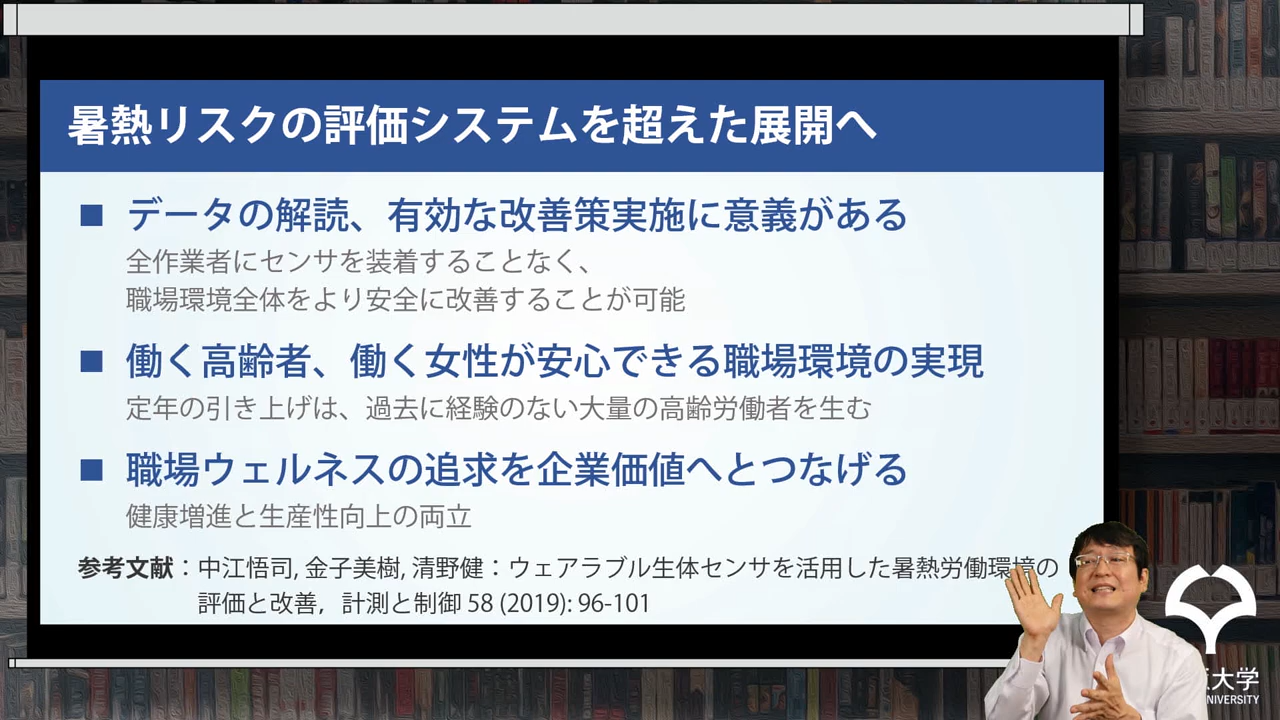 暑熱リスクの評価システムを超えた展開へ
■ データの解読、有効な改善策実施に意義がある
全作業者にセンサを装着することなく、
職場環境全体をより安全に改善することが可能
■ 働く高齢者、働く女性が安心できる職場環境の実現
定年の引き上げは、過去に経験のない大量の高齢労働者を生む
■ 職場ウェルネスの追求を企業価値へとつなげる
健康増進と生産性向上の両立
参考文献：中江悟司, 金子美樹, 清野健：ウェアラブル生体センサを活用した暑熱労働環境の
評価と改善，計測と制御 58 (2019): 96-101
大学
NIVERSITY